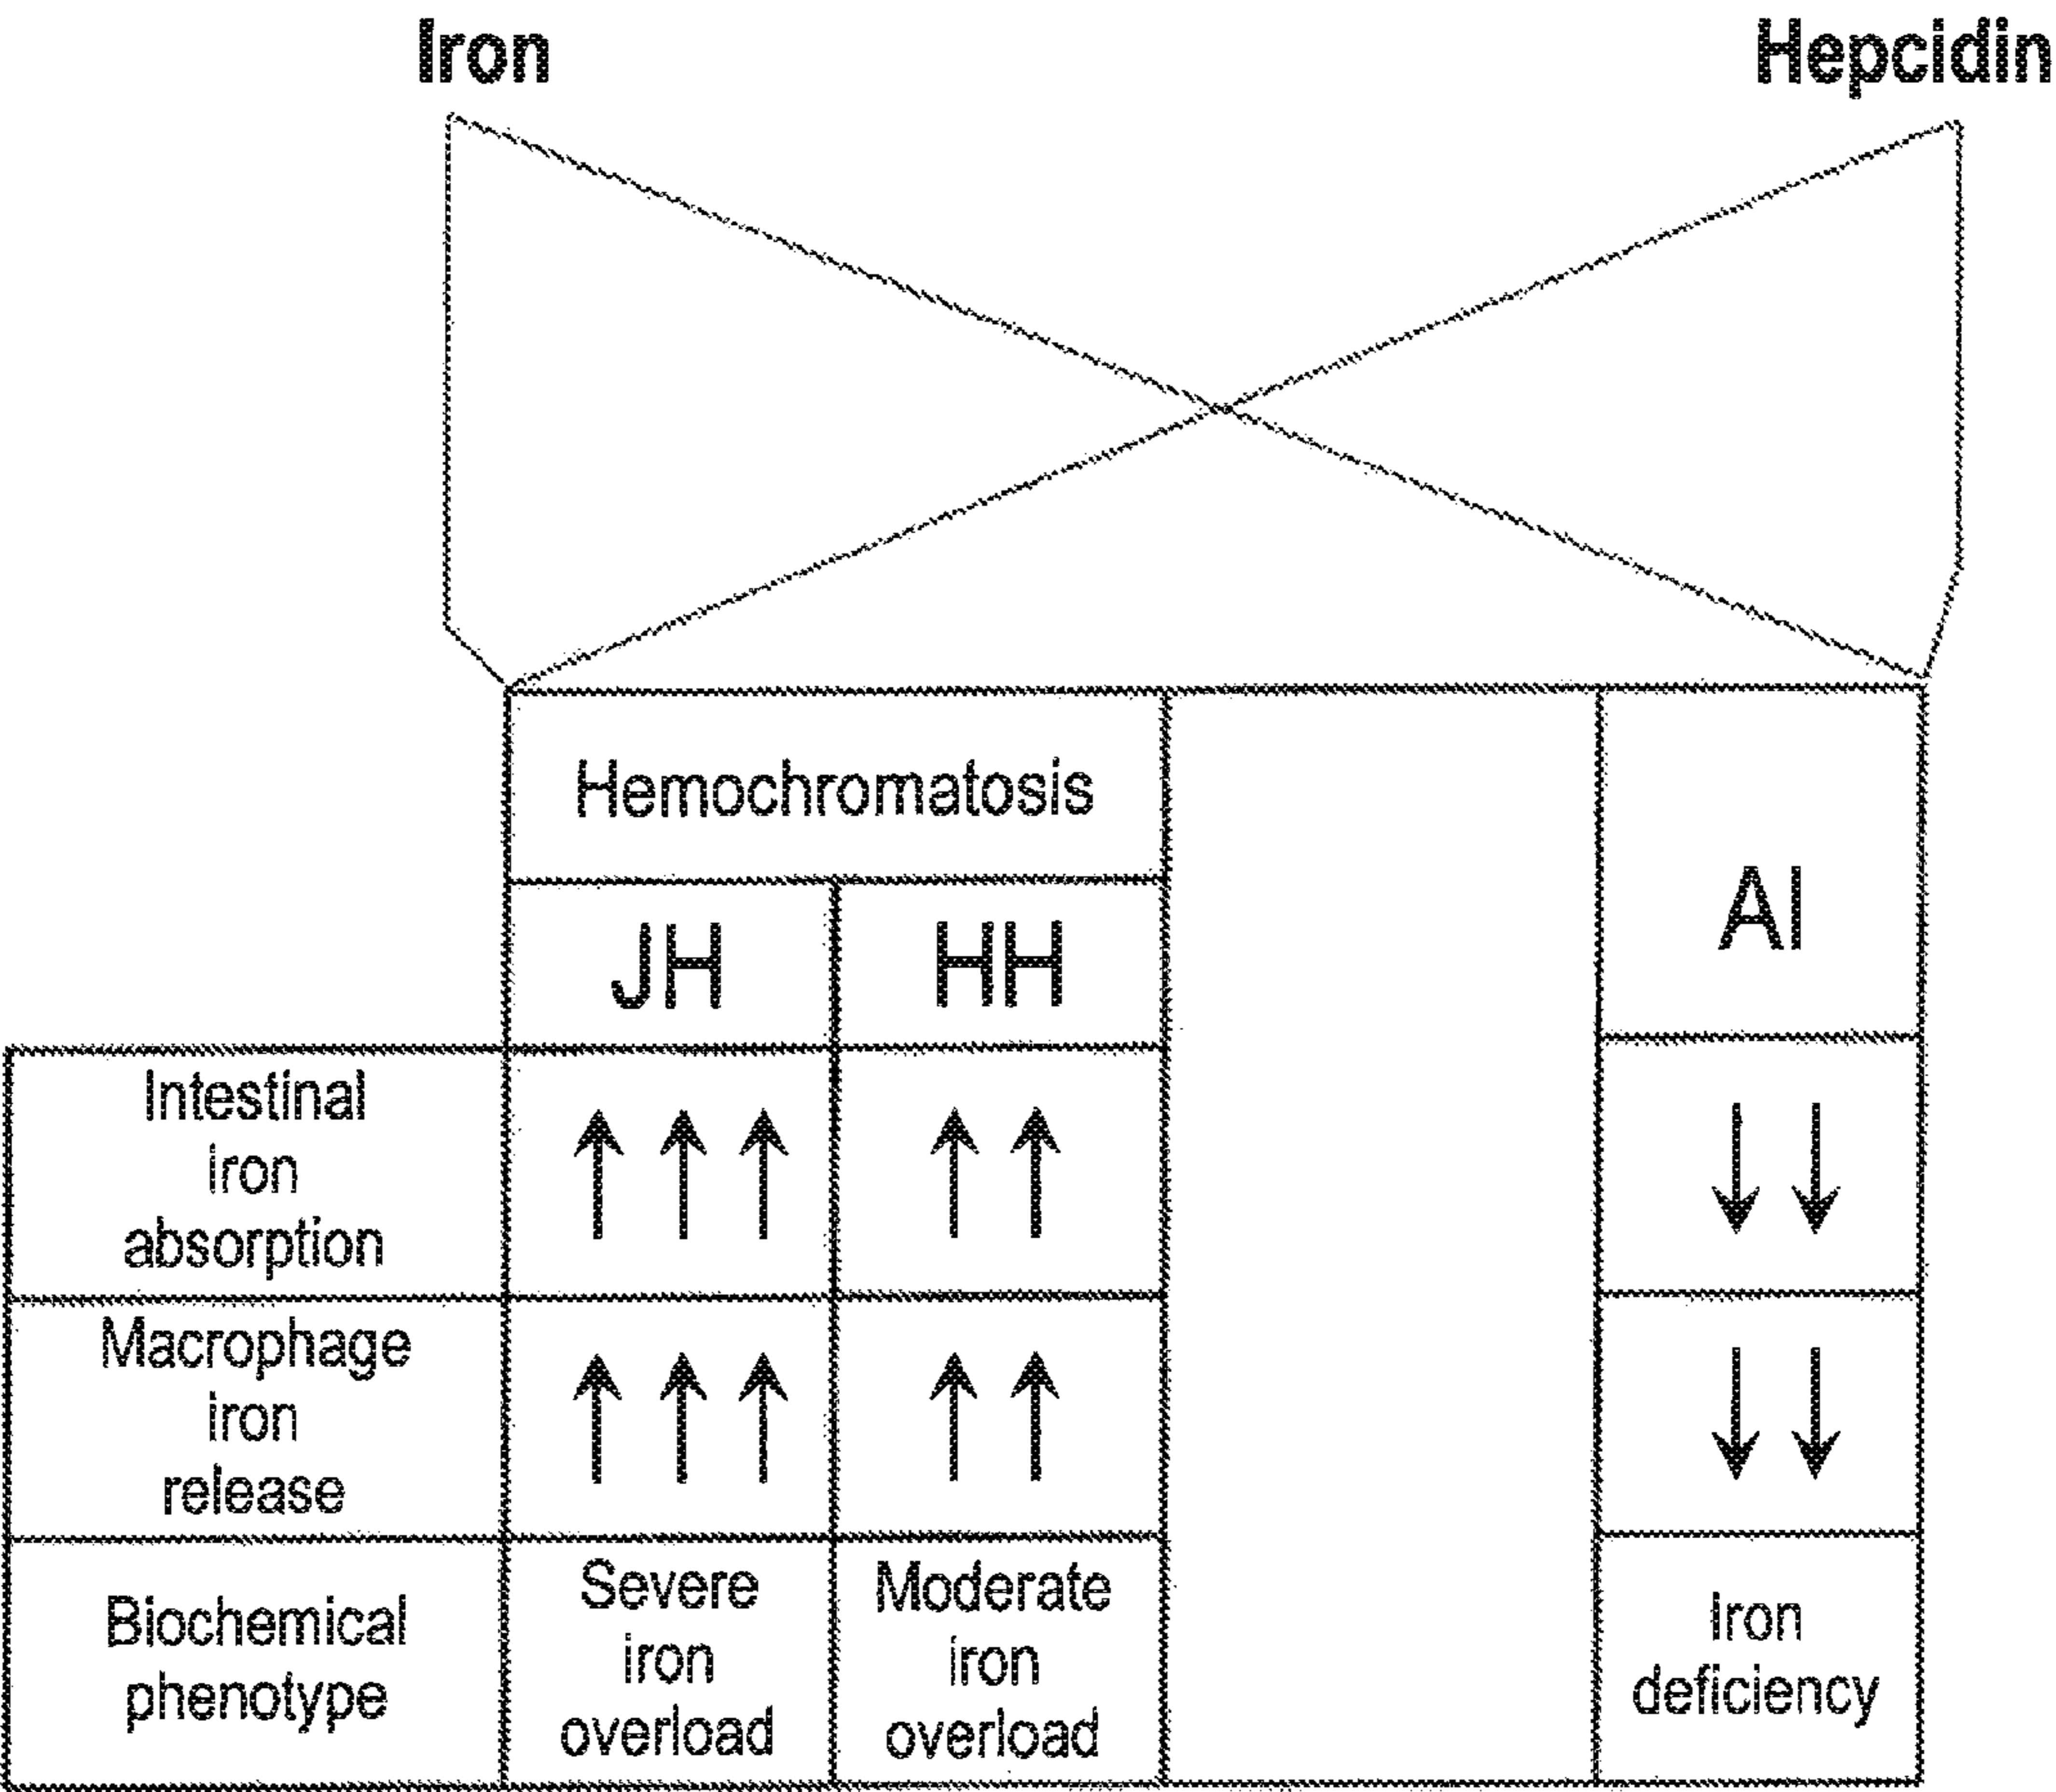 Iron
Hepcidin
Hemochromatosis
JH
HH
AI
Intestinal
iron
absorption
Macrophage
iron
release
Biochemical
phenotype
Severe
iron
overload
Moderate
iron
overload
Iron
deficiency